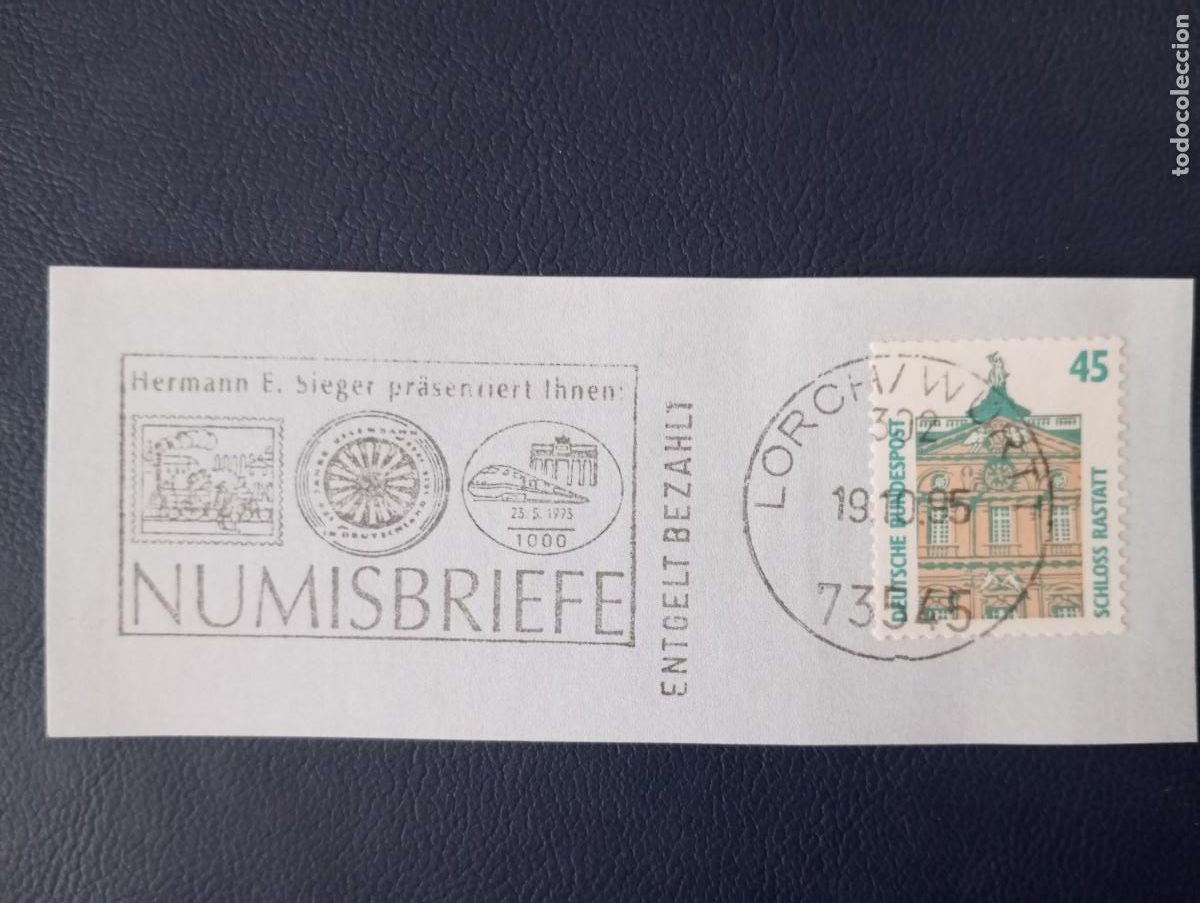 todocoleccion
Hermann E. Sieger präsentiert Ihnen:
23.5.1993
1000
NUMISBRIEFE
ENTGELT BEZAHLT
LORCH/WÜRTT
19.10.95
73545
45
DEUTSCHE BUNDESPOST
SCHLOSS RASTATT